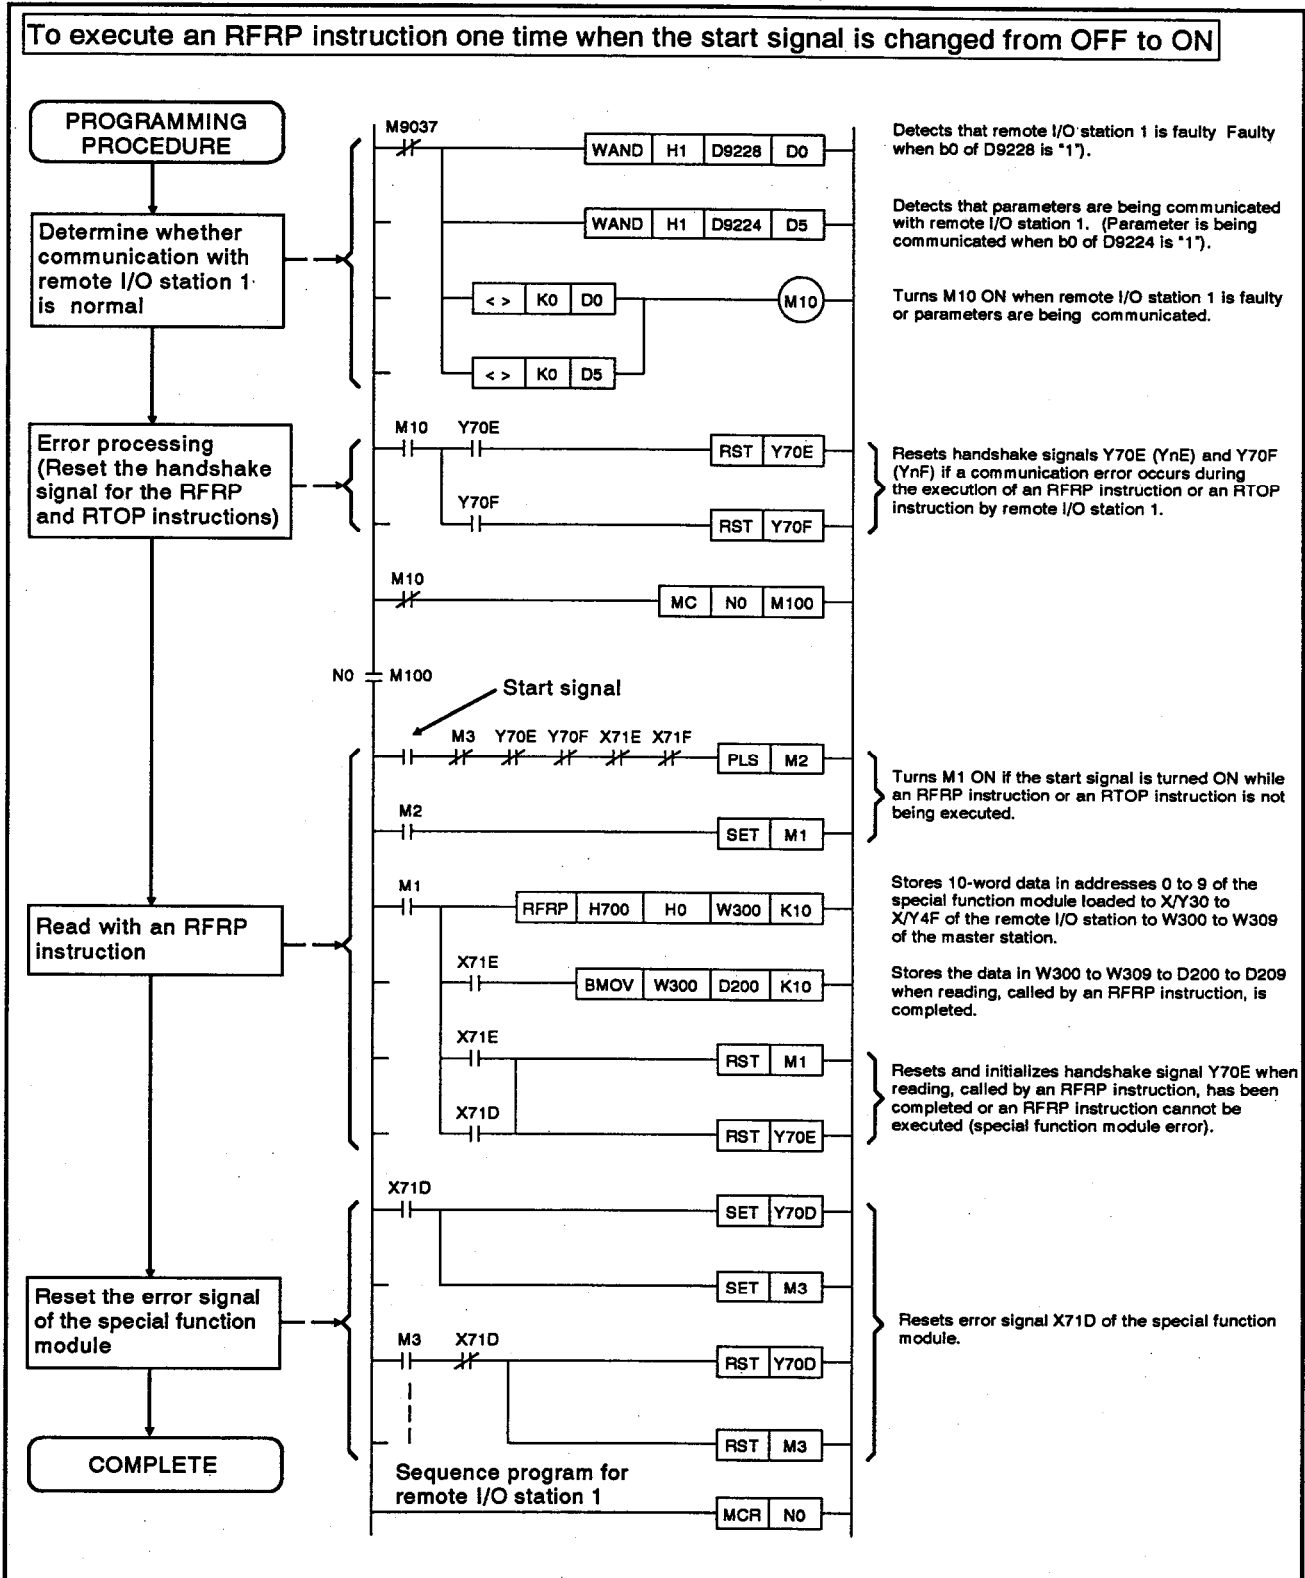 To execute an RFRP instruction one time when the start signal is changed from OFF to ON
PROGRAMMING
PROCEDURE
M9037
WAND H1 D9228 D0
Detects that remote I/O station 1 is faulty Faulty
when b0 of D9228 is "1").
Determine whether
communication with
remote I/O station 1
is normal
WAND H1 D9224 D5
Detects that parameters are being communicated
with remote I/O station 1. (Parameter is being
communicated when b0 of D9224 is "1").
< > K0 D0
M10
Turns M10 ON when remote I/O station 1 is faulty
or parameters are being communicated.
< > K0 D5
Error processing
(Reset the handshake
signal for the RFRP
and RTOP instructions)
M10 Y70E
RST Y70E
Y70F
RST Y70F
Resets handshake signals Y70E (YnE) and Y70F
(YnF) if a communication error occurs during
the execution of an RFRP instruction or an RTOP
instruction by remote I/O station 1.
M10
MC N0 M100
N0 M100
Start signal
M3 Y70E Y70F X71E X71F
PLS M2
M2
SET M1
Turns M1 ON if the start signal is turned ON while
an RFRP instruction or an RTOP instruction is not
being executed.
Read with an RFRP
instruction
M1
RFRP H700 H0 W300 K10
Stores 10-word data in addresses 0 to 9 of the
special function module loaded to X/Y30 to
X/Y4F of the remote I/O station to W300 to W309
of the master station.
X71E
BMOV W300 D200 K10
Stores the data in W300 to W309 to D200 to D209
when reading, called by an RFRP instruction, is
completed.
X71E
RST M1
X71D
RST Y70E
Resets and initializes handshake signal Y70E when
reading, called by an RFRP instruction, has been
completed or an RFRP instruction cannot be
executed (special function module error).
X71D
SET Y70D
SET M3
Reset the error signal
of the special function
module
M3 X71D
RST Y70D
RST M3
Resets error signal X71D of the special function
module.
COMPLETE
Sequence program for
remote I/O station 1
MCR N0